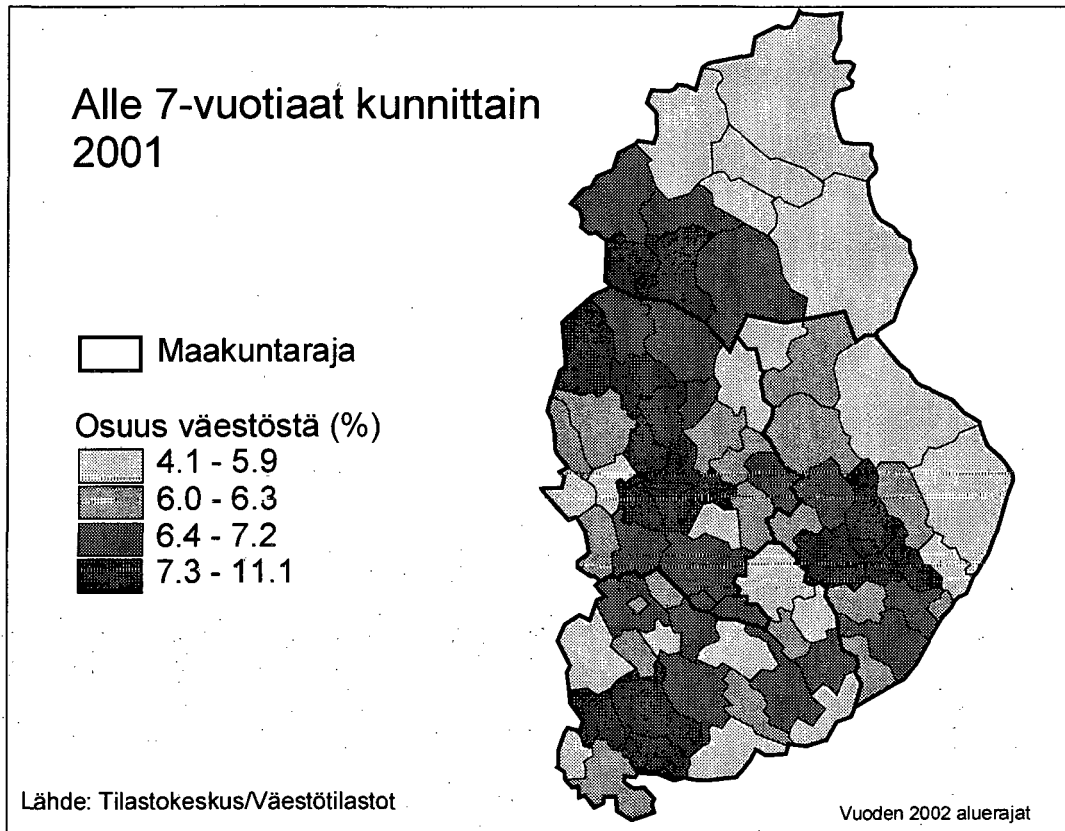 Alle 7-vuotiaat kunnittain
2001
Maakuntaraja
Osuus väestöstä (%)
4.1 - 5.9
6.0 - 6.3
6.4 - 7.2
7.3 - 11.1
Lähde: Tilastokeskus/Väestötilastot
Vuoden 2002 aluerajat